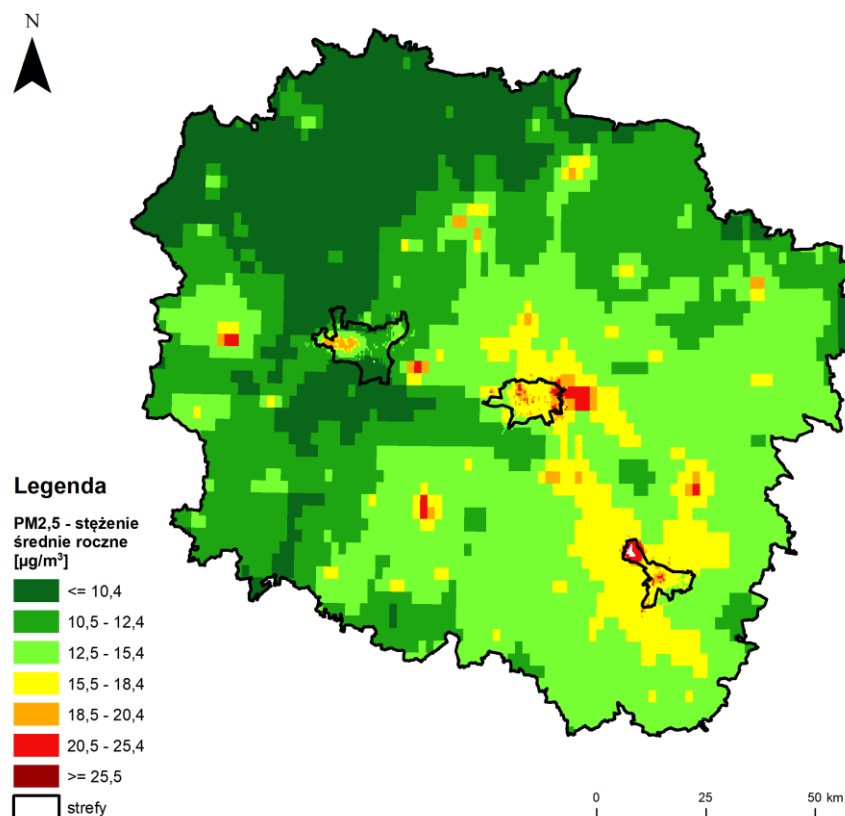 N
Legenda
PM2,5 - stężenie
średnie roczne
[µg/m³]
<= 10,4
10,5 - 12,4
12,5 - 15,4
15,5 - 18,4
18,5 - 20,4
20,5 - 25,4
>= 25,5
strefy
0 25 50 km